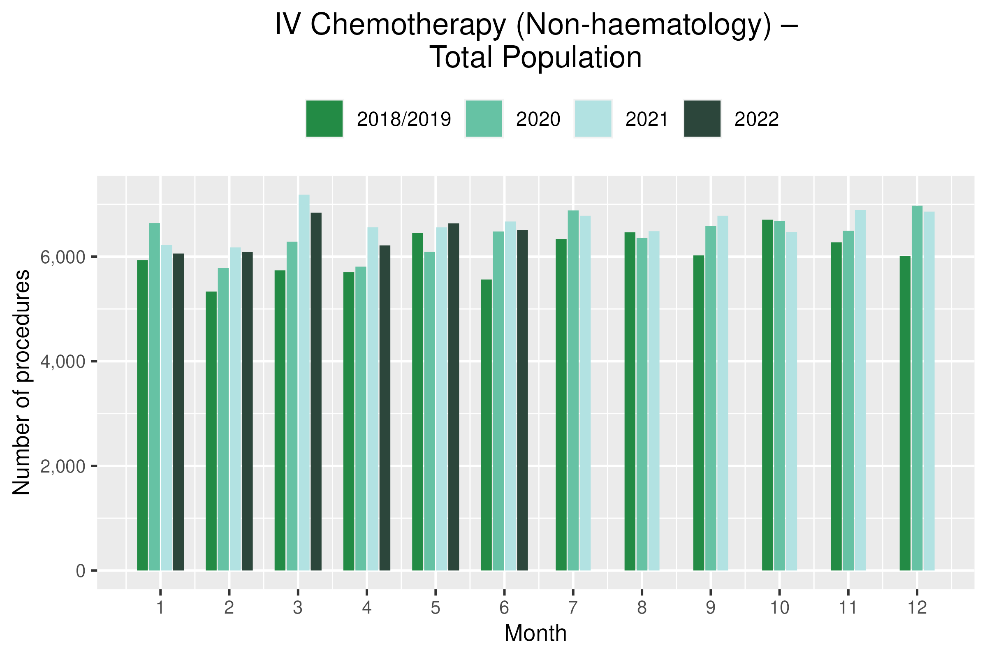 IV Chemotherapy (Non-haematology) –
Total Population
2018/2019 2020 2021 2022
Number of procedures
6,000
4,000
2,000
0
1 2 3 4 5 6 7 8 9 10 11 12
Month